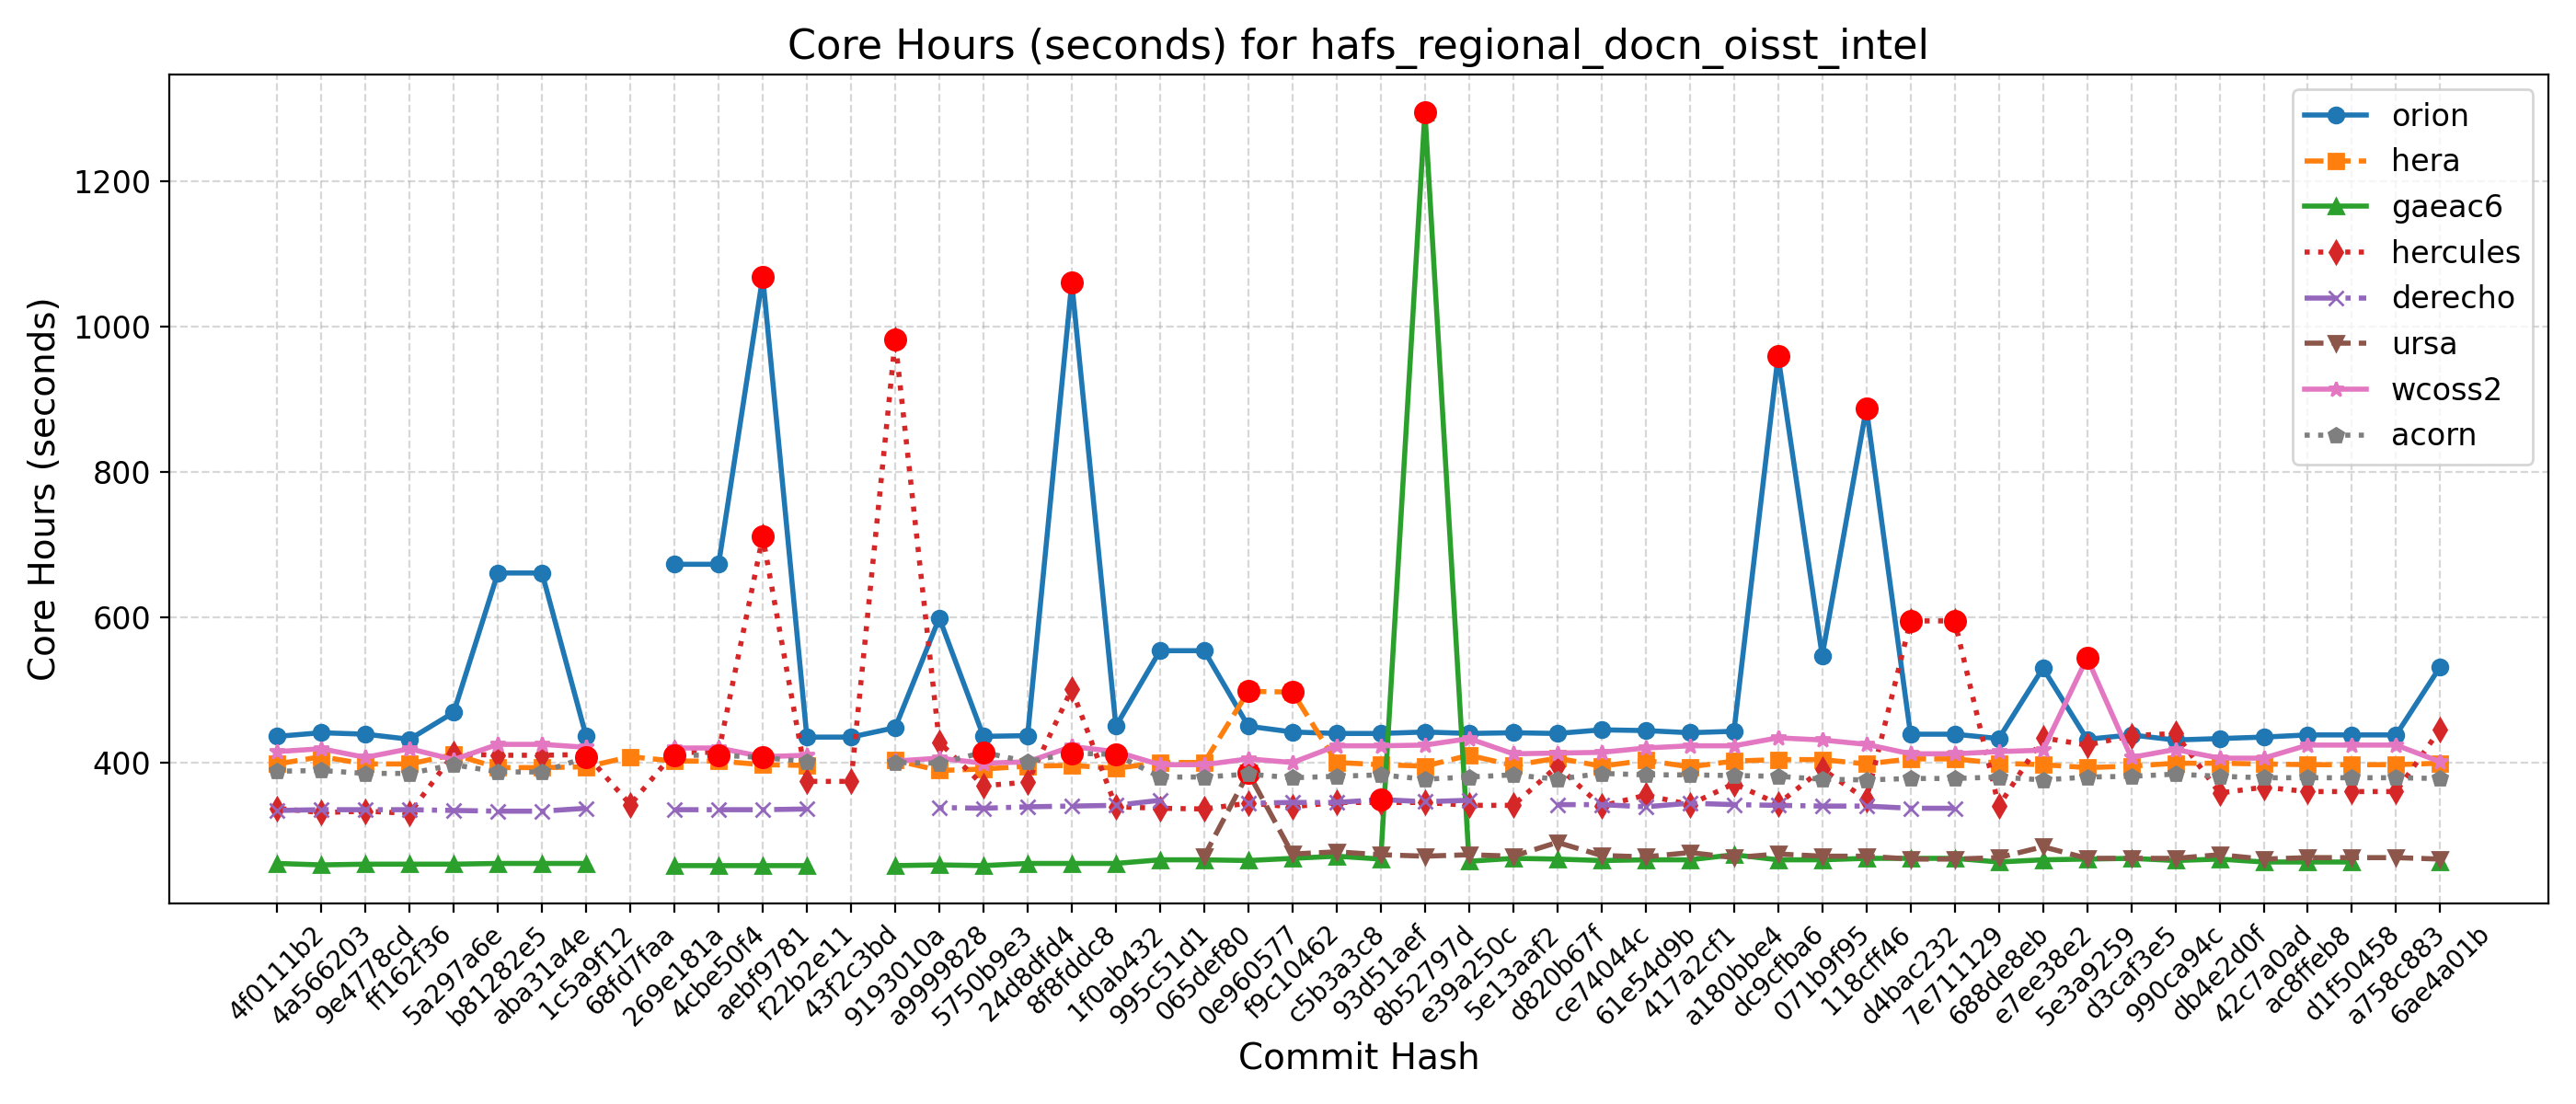 Core Hours (seconds) for hafs_regional_docn_oisst_intel
Core Hours (seconds)
1200
1000
800
600
400
orion
hera
gaeac6
hercules
derecho
ursa
wcoss2
acorn
4f0111b2
4a566203
9e4778cd
ff162f36
5a297a6e
b81282e5
aba31a4e
1c5a9f12
68fd7faa
269e181a
4cbe50f4
aebf9781
f22b2e11
43f2c3bd
9193010a
a9999828
5750b9e3
24d8dfd4
8f8fddc8
1f0ab432
995c51d1
065def80
0e960577
f9c10462
c5b3a3c8
93d51aef
8b52797d
e39a250c
5e13aaf2
d820b67f
ce74044c
61e54d9b
417a2cf1
a180bbe4
dc9cfba6
071b9f95
118cff46
d4bac232
7e711129
688de8eb
e7ee38e2
5e3a9259
d3caf3e5
990ca94c
db4e2d0f
42c7a0ad
ac8ffeb8
d1f50458
a758c883
6ae4a01b
Commit Hash